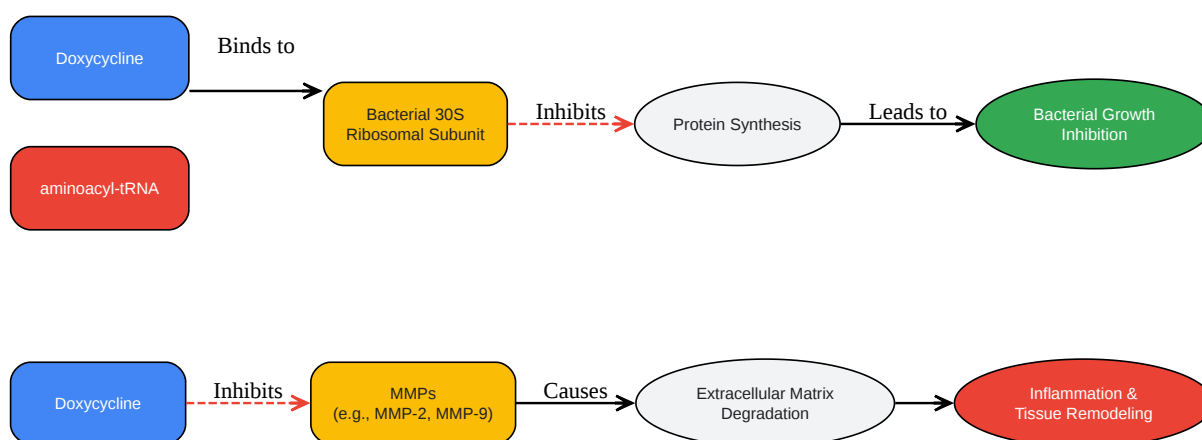 Doxycycline
Binds to
Bacterial 30S
Ribosomal Subunit
Inhibits
Protein Synthesis
Leads to
Bacterial Growth
Inhibition
aminoacyl-tRNA
Doxycycline
Inhibits
MMPs
(e.g., MMP-2, MMP-9)
Causes
Extracellular Matrix
Degradation
Inflammation &
Tissue Remodeling